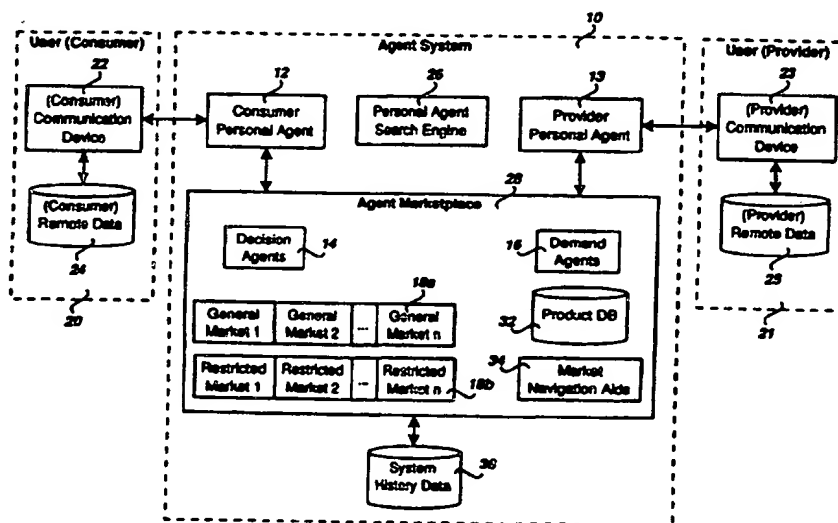 10
User (Consumer)
Agent System
User (Provider)
22
12
26
13
23
(Consumer)
Communication
Device
Consumer
Personal Agent
Personal Agent
Search Engine
Provider
Personal Agent
(Provider)
Communication
Device
28
Agent Marketplace
(Consumer)
Remote Data
24
(Provider)
Remote Data
25
Decision
Agents
14
16
Demand
Agents
18a
General
Market 1
General
Market 2
...
General
Market n
32
Product DB
20
21
Restricted
Market 1
Restricted
Market 2
...
Restricted
Market n
18b
34
Market
Navigation Aids
System
History Data
36